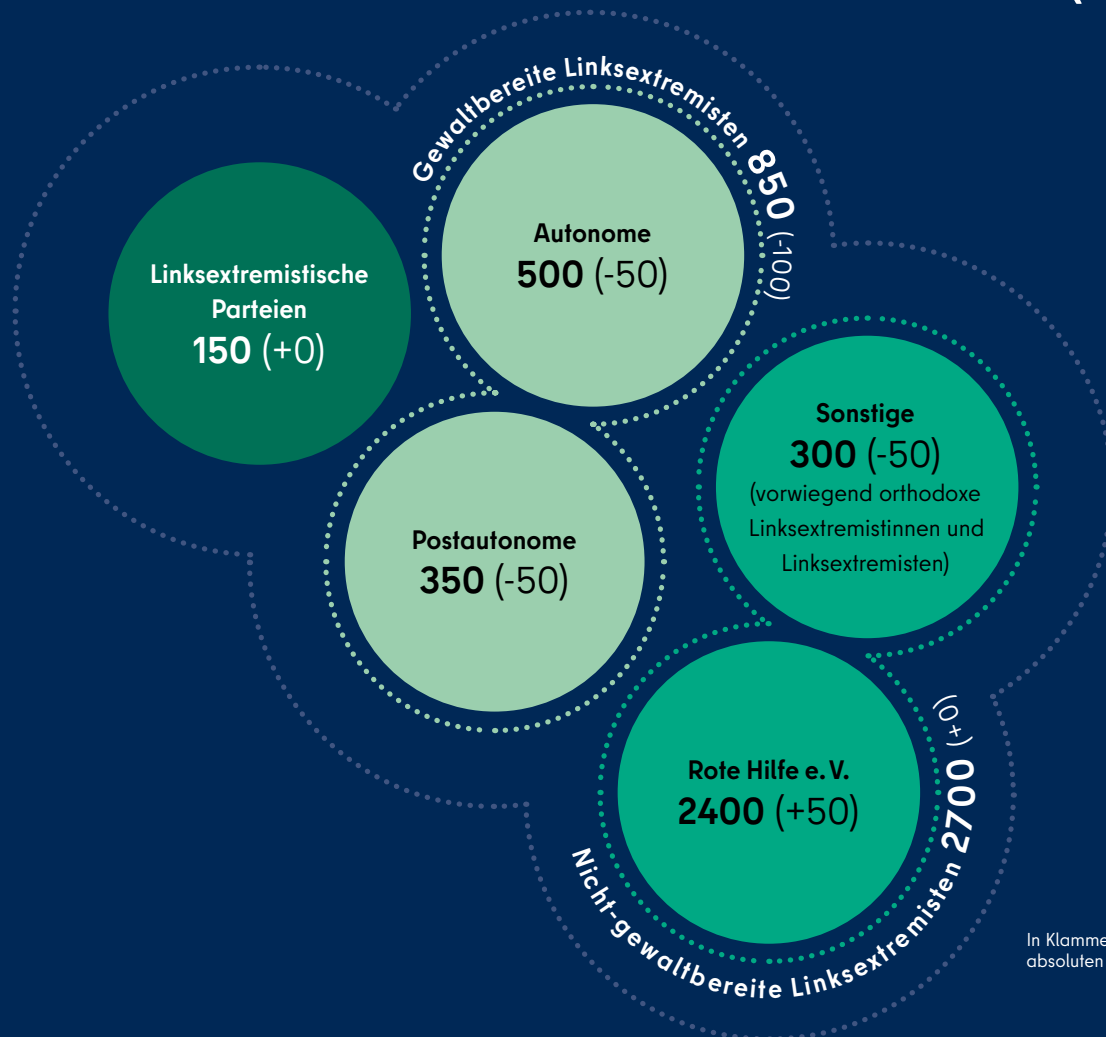 Gewaltbereite Linksextremisten 850 (-100)
Autonome
500 (-50)
Linksextremistische
Parteien
150 (+0)
Sonstige
300 (-50)
(vorwiegend orthodoxe
Linksextremistinnen und
Linksextremisten)
Postautonome
350 (-50)
Rote Hilfe e. V.
2400 (+50)
Nicht-gewaltbereite Linksextremisten 2700 (+0)
In
absoluten